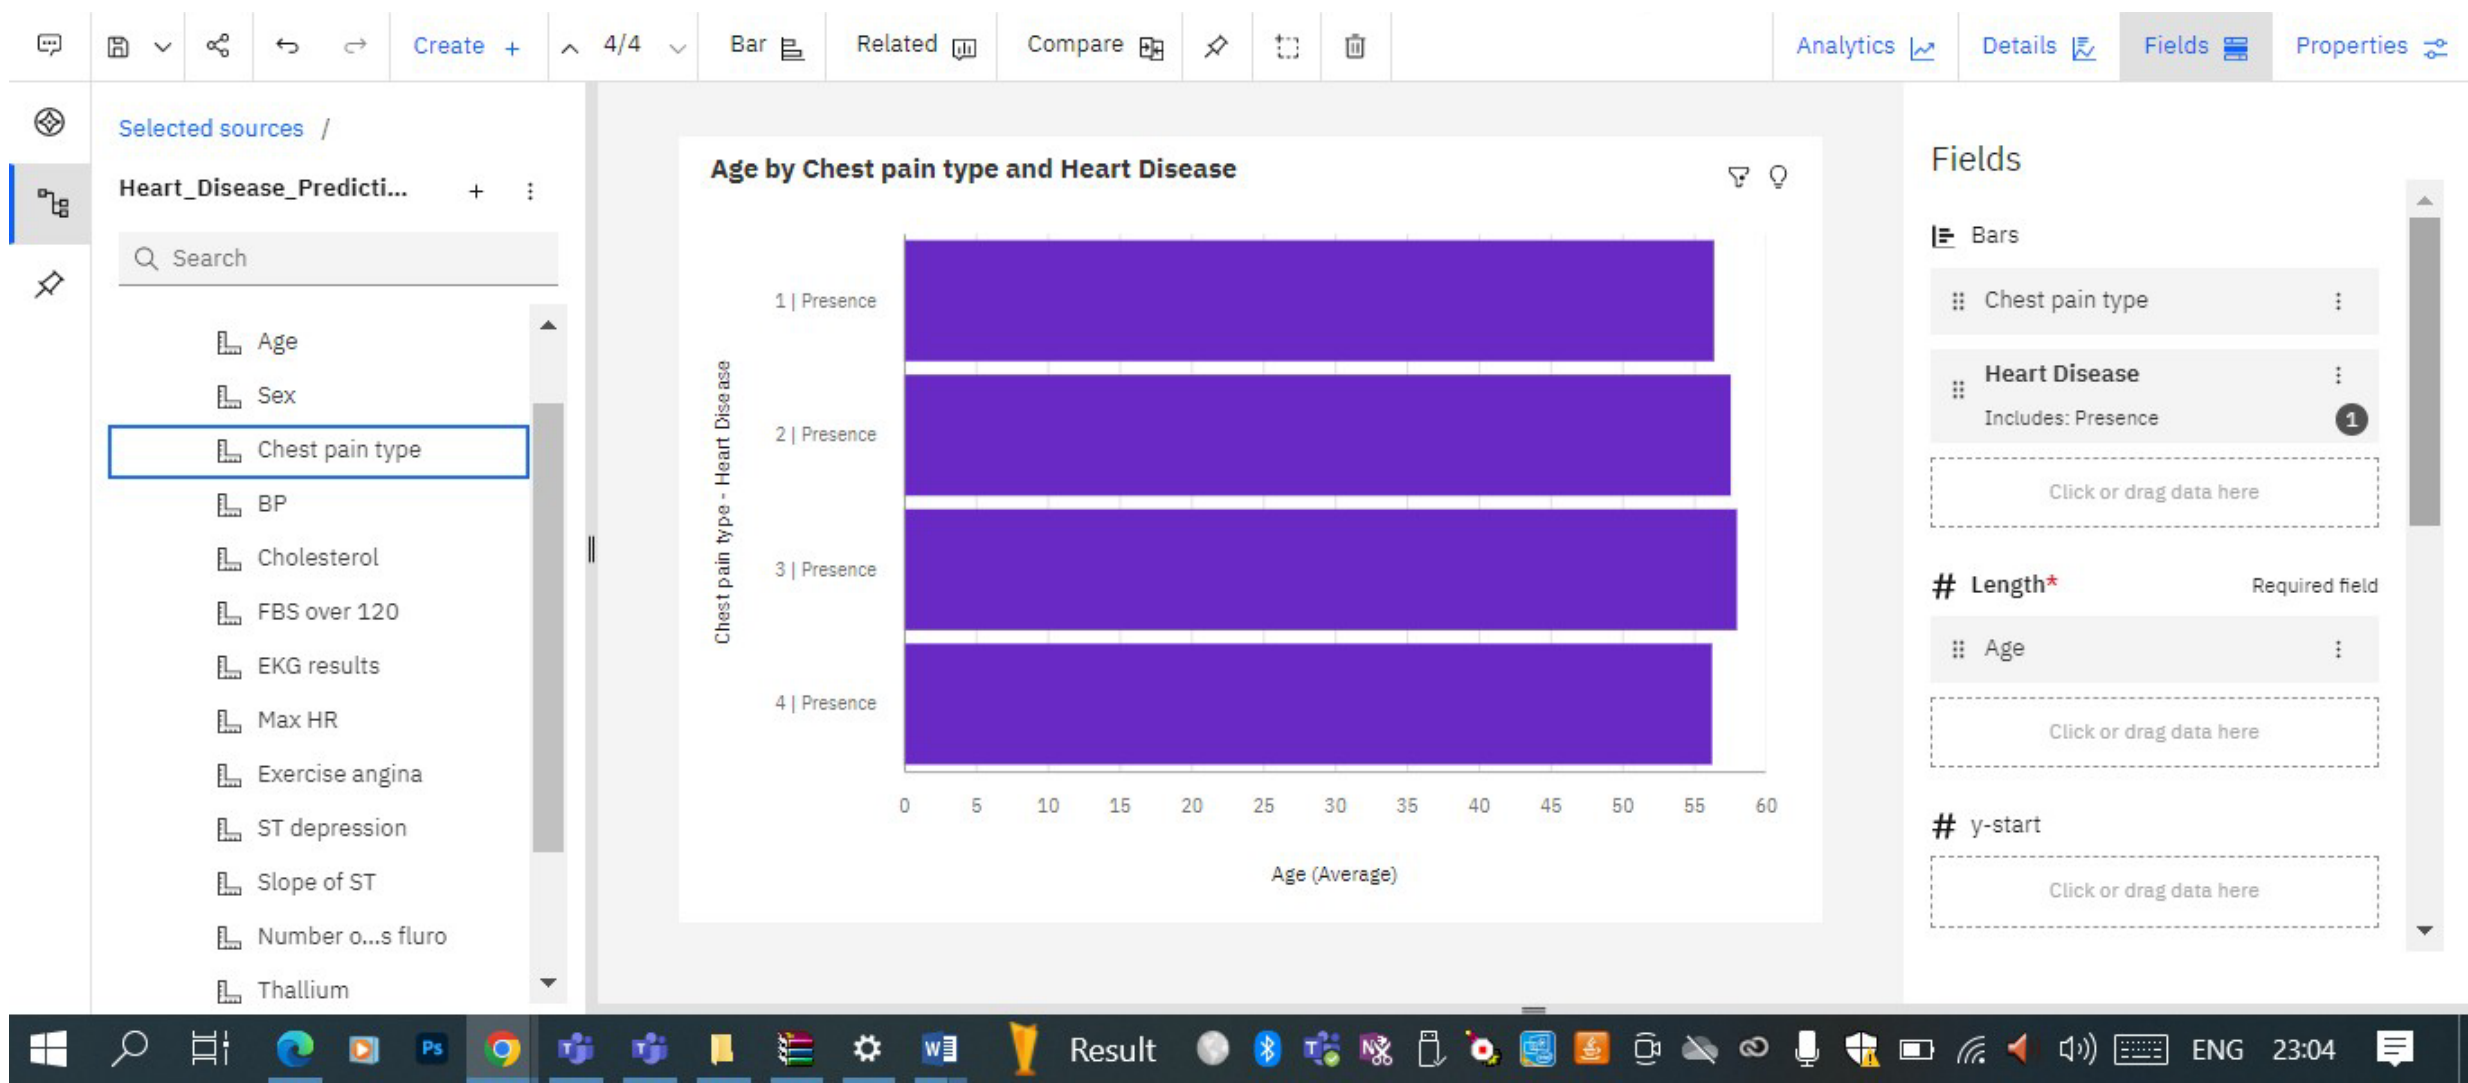 Create +
4/4
Bar
Related
Compare
Analytics
Details
Fields
Properties
Selected sources /
Heart_Disease_Predicti...
Search
Age
Sex
Chest pain type
BP
Cholesterol
FBS over 120
EKG results
Max HR
Exercise angina
ST depression
Slope of ST
Number o...s fluro
Thallium
Age by Chest pain type and Heart Disease
Chest pain type - Heart Disease
1 | Presence
2 | Presence
3 | Presence
4 | Presence
0 5 10 15 20 25 30 35 40 45 50 55 60
Age (Average)
Fields
Bars
Chest pain type
Heart Disease
Includes: Presence
1
Click or drag data here
# Length* Required field
Age
Click or drag data here
# y-start
Click or drag data here
Ps
Result
ENG
23:04